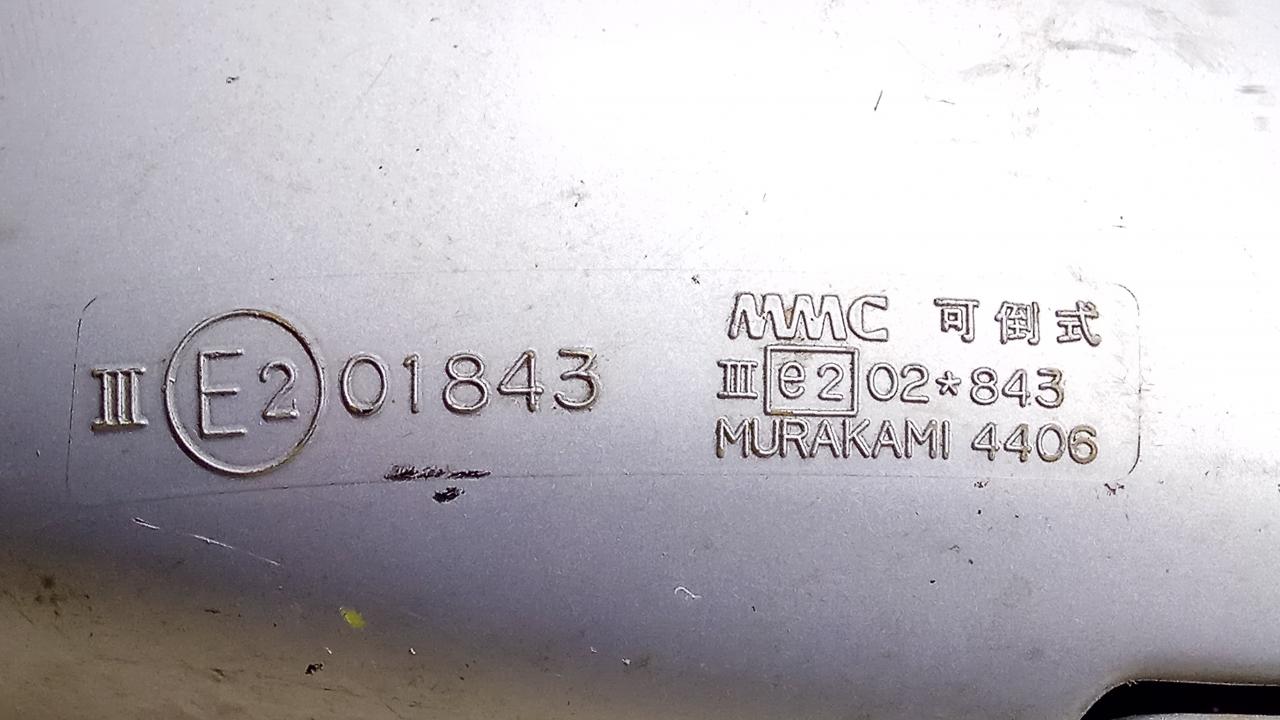 III E2 01843
MMC 可倒式
III e2 02*843
MURAKAMI 4406